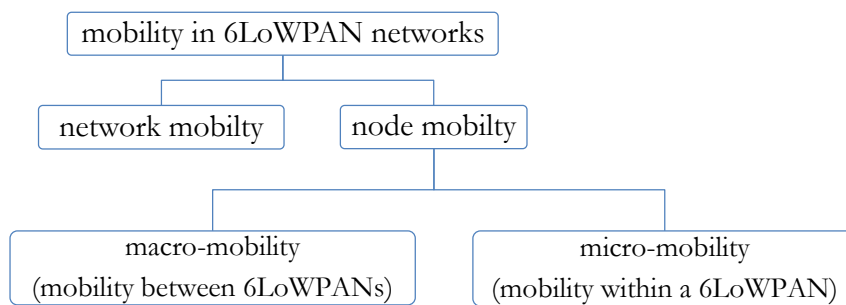 mobility in 6LoWPAN networks
network mobilty
node mobilty
macro-mobility
(mobility between 6LoWPANs)
micro-mobility
(mobility within a 6LoWPAN)